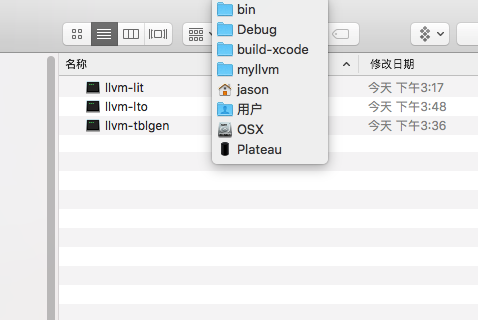 bin
Debug
build-xcode
myllvm
jason
用户
OSX
Plateau
名称
修改日期
llvm-lit
今天 下午3:17
llvm-lto
今天 下午3:48
llvm-tblgen
今天 下午3:36